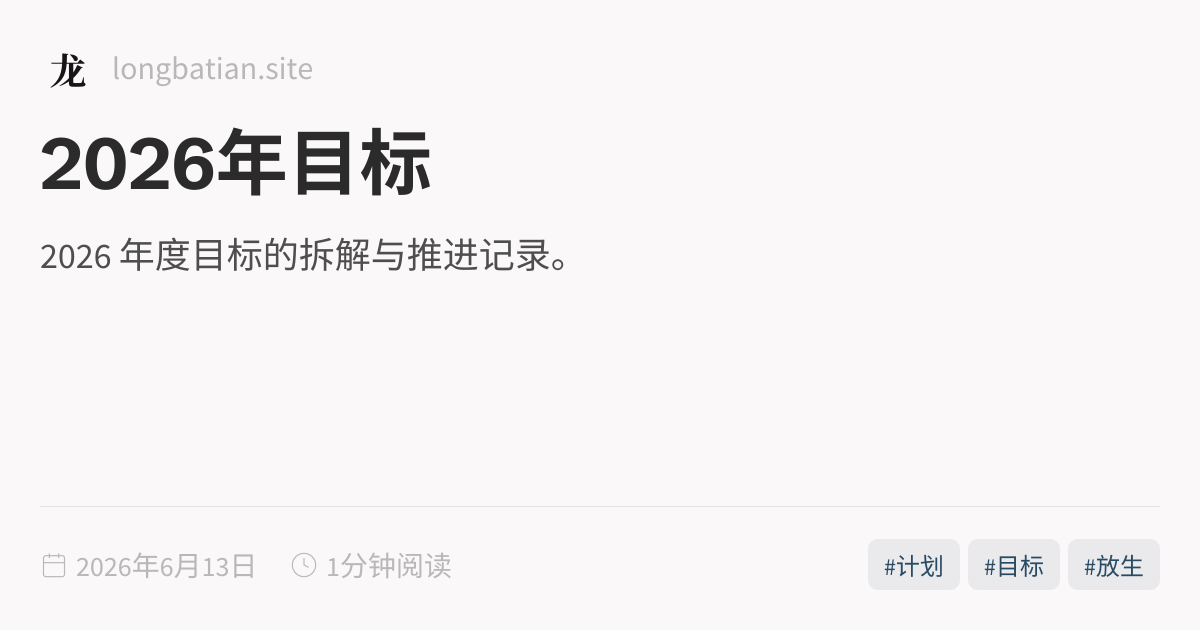 龙 longbatian.site
2026年目标
2026 年度目标的拆解与推进记录。
2026年6月13日 1分钟阅读 #计划 #目标 #放生